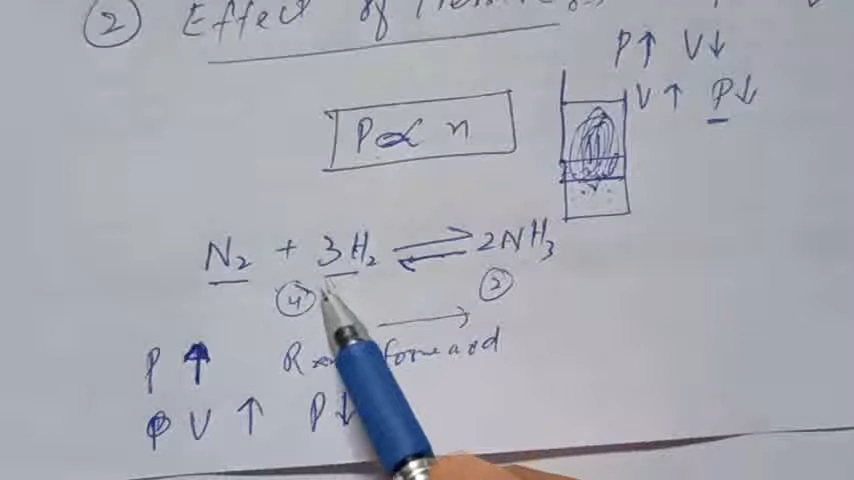 ② Effect of
P↑ V↓
V↑ P↓
P ∝ n
N₂ + 3H₂ ⇌ 2NH₃
④ ②
→
P ↑ forward
V ↑ P↓